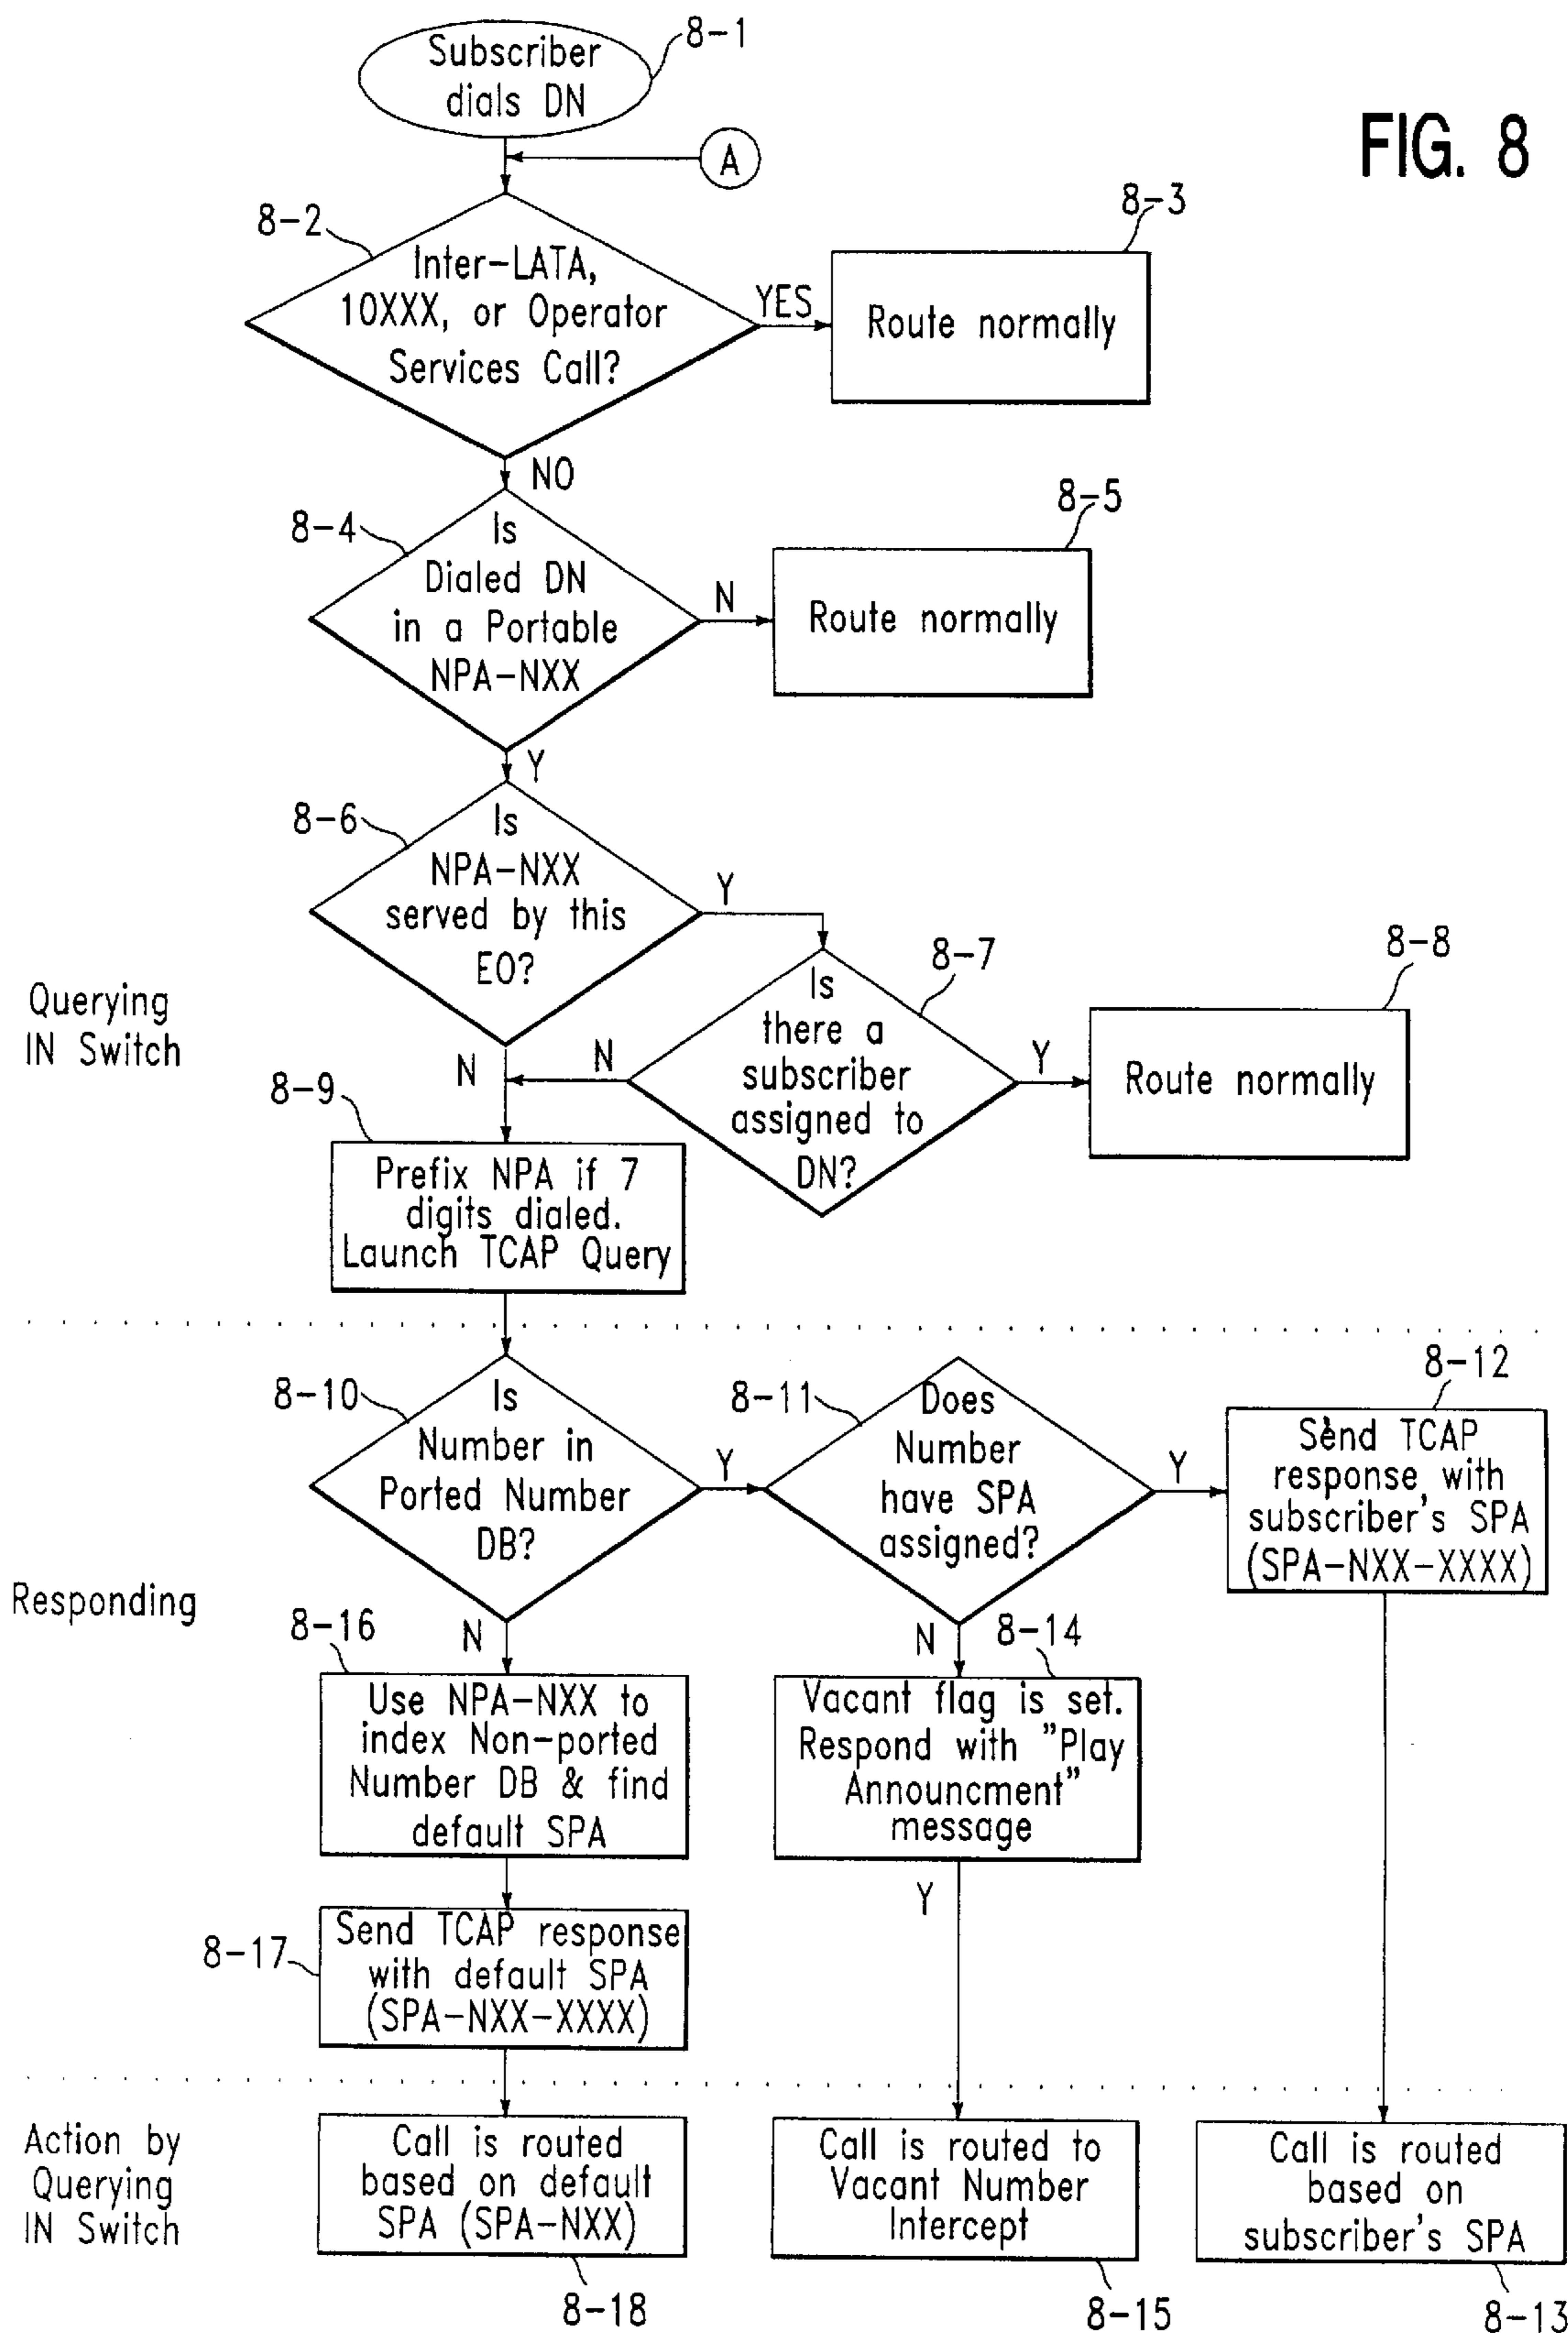 FIG. 8
8-1
Subscriber
dials DN
A
8-2
Inter-LATA,
10XXX, or Operator
Services Call?
YES
8-3
Route normally
NO
8-4
Is
Dialed DN
in a Portable
NPA-NXX
N
8-5
Route normally
Y
8-6
Is
NPA-NXX
served by this
EO?
Y
N
8-7
Is
there a
subscriber
assigned to
DN?
N
Y
8-8
Route normally
Querying
IN Switch
8-9
Prefix NPA if 7
digits dialed.
Launch TCAP Query
8-10
Is
Number in
Ported Number
DB?
Y
8-11
Does
Number
have SPA
assigned?
Y
8-12
Send TCAP
response with
subscriber's SPA
(SPA-NXX-XXXX)
Responding
N
8-16
Use NPA-NXX to
index Non-ported
Number DB & find
default SPA
N
8-14
Vacant flag is set.
Respond with "Play
Announcment"
message
Y
8-17
Send TCAP response
with default SPA
(SPA-NXX-XXXX)
Action by
Querying
IN Switch
Call is routed
based on default
SPA (SPA-NXX)
8-18
Call is routed to
Vacant Number
Intercept
8-15
Call is routed
based on
subscriber's SPA
8-13